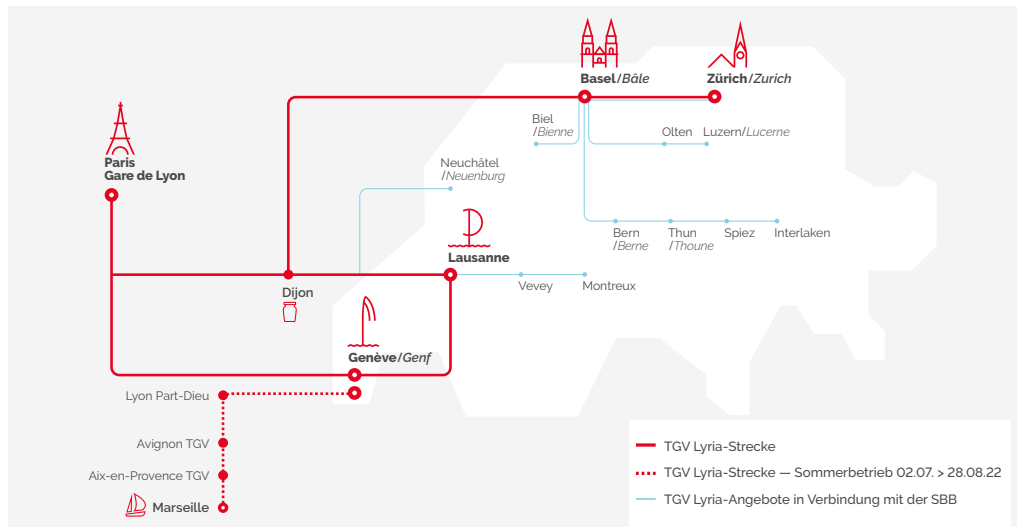 Basel/Bâle
Zürich/Zurich
Biel
/Bienne
Olten
Luzern/Lucerne
Paris
Gare de Lyon
Neuchâtel
/Neuenburg
Bern
/Berne
Thun
/Thoune
Spiez
Interlaken
Lausanne
Vevey
Montreux
Dijon
Genève/Genf
Lyon Part-Dieu
Avignon TGV
Aix-en-Provence TGV
Marseille
TGV Lyria-Strecke
TGV Lyria-Strecke — Sommerbetrieb 02.07. > 28.08.22
TGV Lyria-Angebote in Verbindung mit der SBB